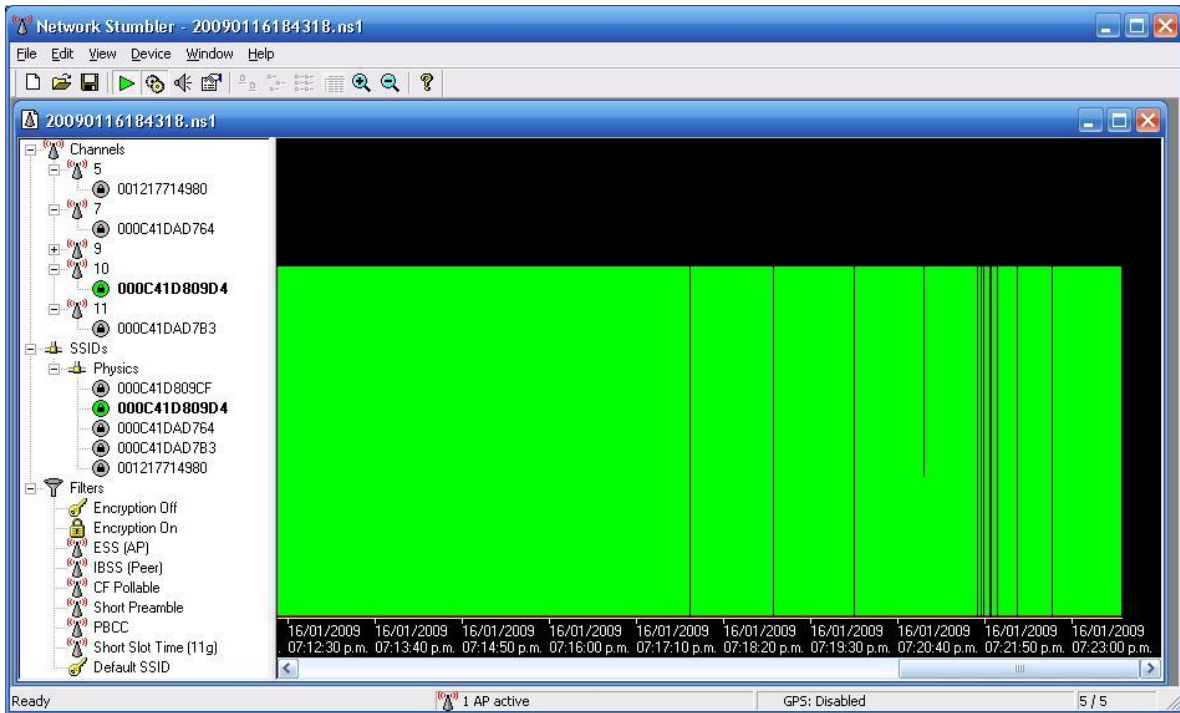 Network Stumbler - 20090116184318.ns1
File Edit View Device Window Help
20090116184318.ns1
Channels
5
001217714980
7
000C41DAD764
9
10
000C41D809D4
11
000C41DAD7B3
SSIDs
Physics
000C41D809CF
000C41D809D4
000C41DAD764
000C41DAD7B3
001217714980
Filters
Encryption Off
Encryption On
ESS (AP)
IBSS (Peer)
CF Pollable
Short Preamble
PBCC
Short Slot Time (11g)
Default SSID
16/01/2009 16/01/2009 16/01/2009 16/01/2009 16/01/2009 16/01/2009 16/01/2009 16/01/2009 16/01/2009 16/01/2009
. 07:12:30 p.m. 07:13:40 p.m. 07:14:50 p.m. 07:16:00 p.m. 07:17:10 p.m. 07:18:20 p.m. 07:19:30 p.m. 07:20:40 p.m. 07:21:50 p.m. 07:23:00 p.m.
Ready 1 AP active GPS: Disabled 5 / 5